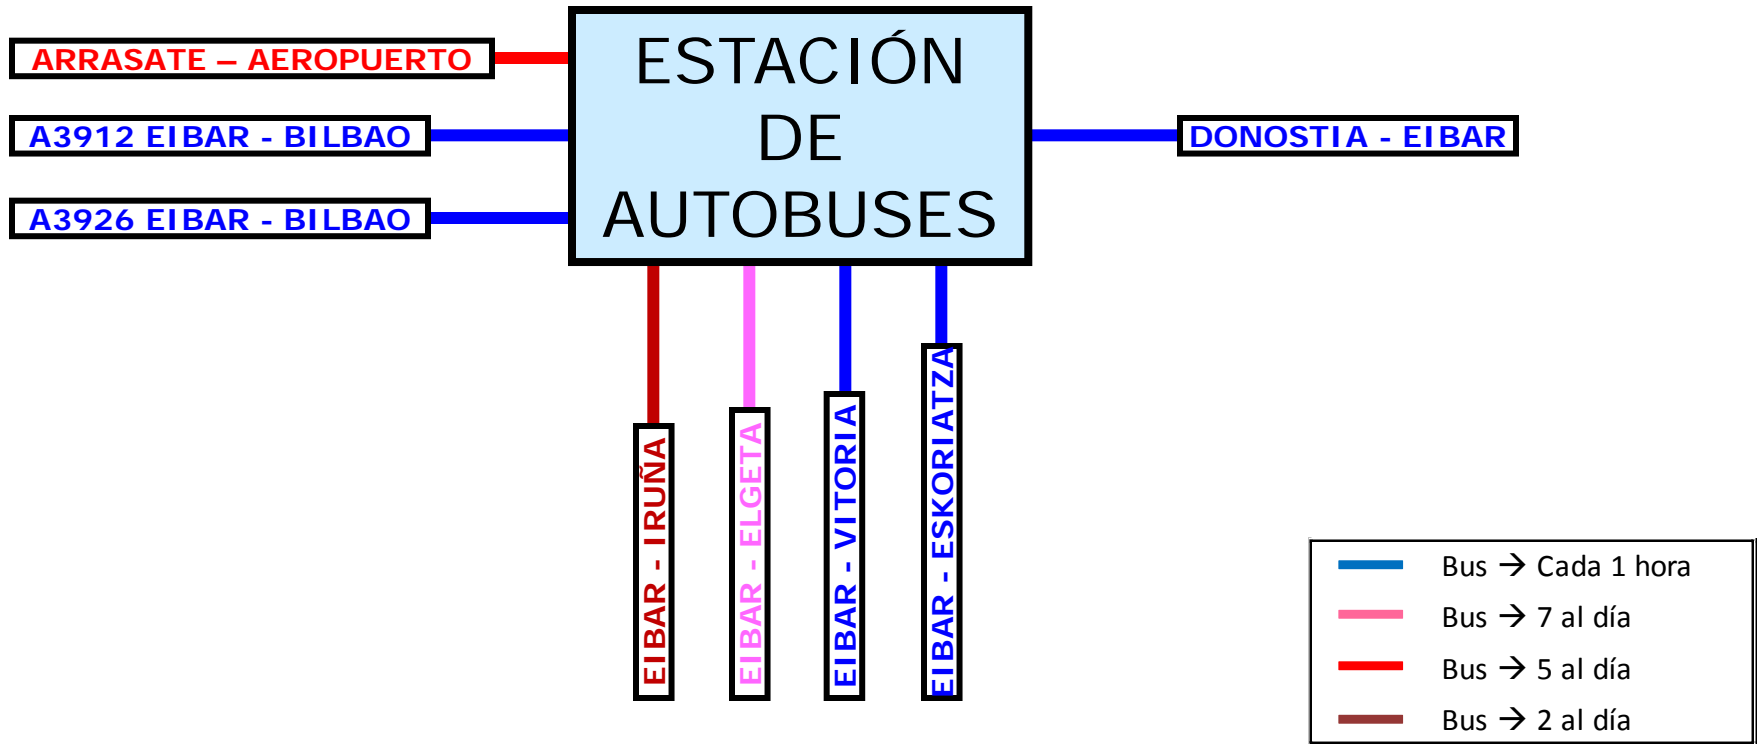 ARRASATE – AEROPUERTO
A3912 EIBAR - BILBAO
A3926 EIBAR - BILBAO
ESTACIÓN
DE
AUTOBUSES
DONOSTIA - EIBAR
EIBAR - IRUÑA
EIBAR - ELGETA
EIBAR - VITORIA
EIBAR - ESKORIATZA
Bus → Cada 1 hora
Bus → 7 al día
Bus → 5 al día
Bus → 2 al día